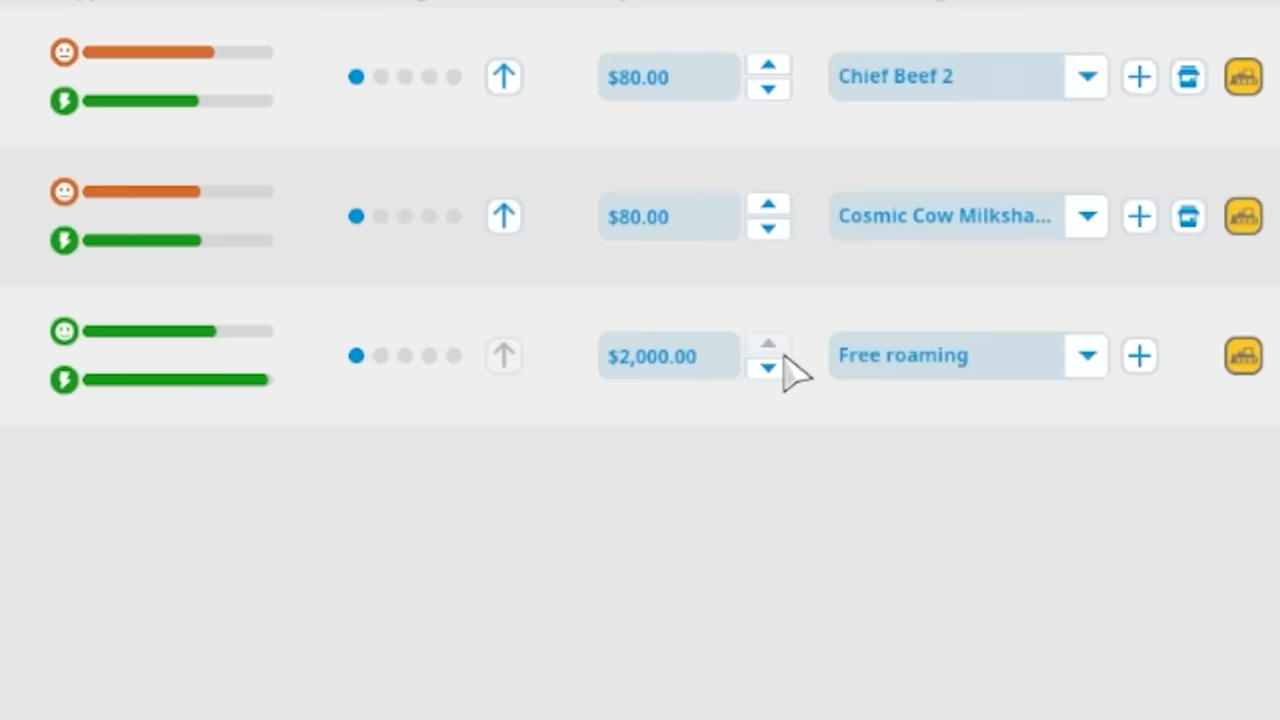 $80.00
Chief Beef 2
$80.00
Cosmic Cow Milksha...
$2,000.00
Free roaming